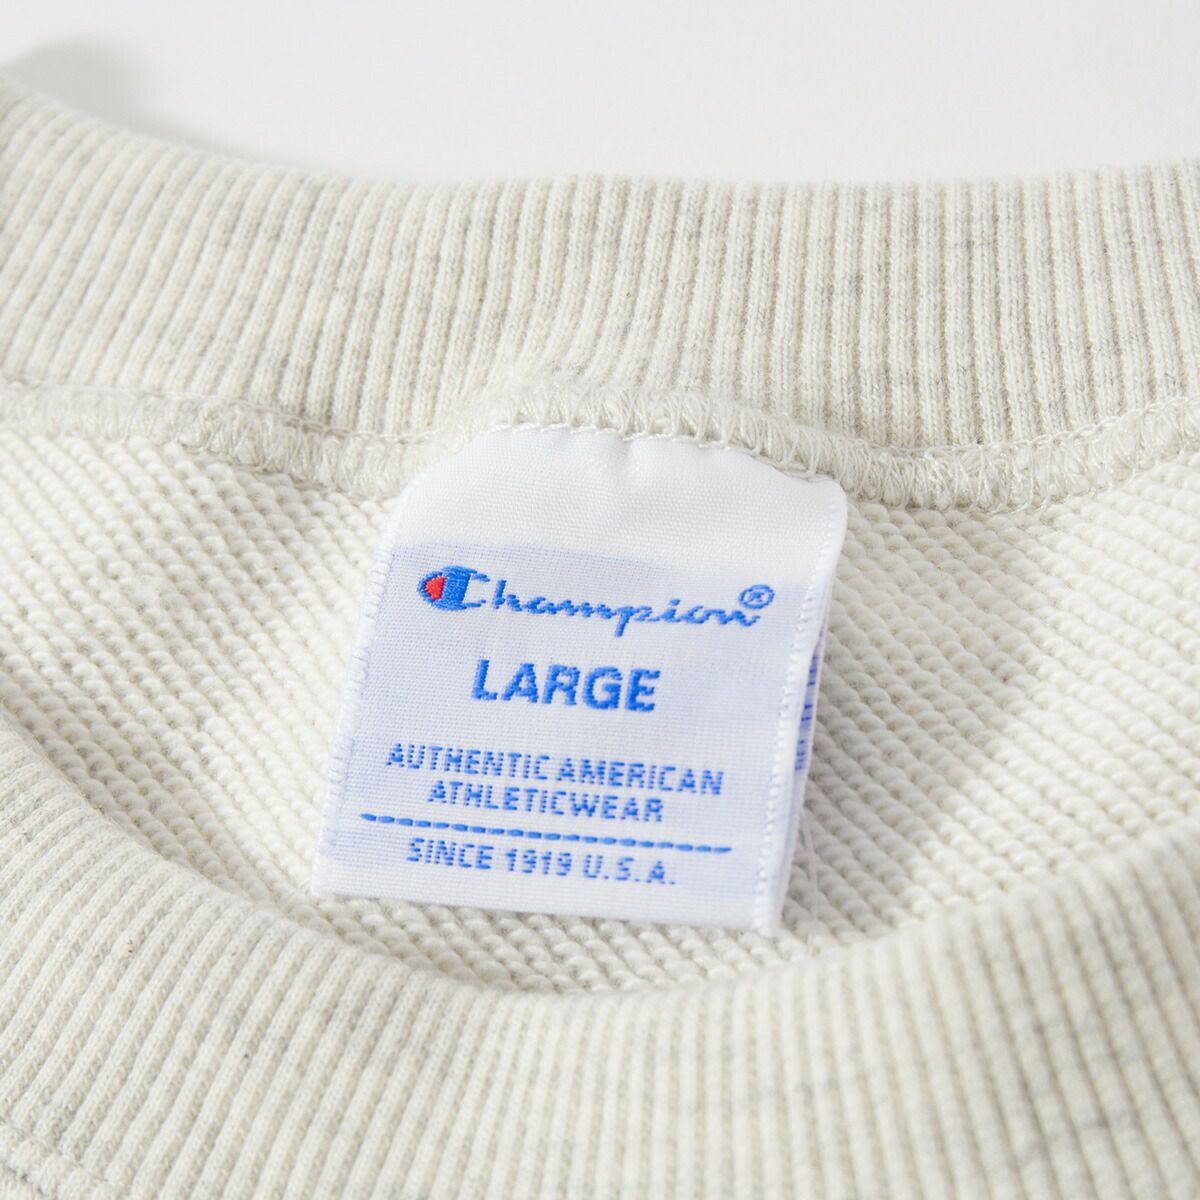 Champion®
LARGE
AUTHENTIC AMERICAN
ATHLETICWEAR
SINCE 1919 U.S.A.